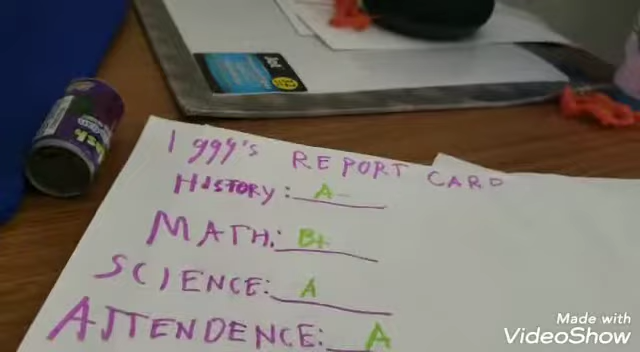 Iggy's REPORT CARD
HISTORY: A-
MATH: B+
SCIENCE: A
ATTENDENCE: A
Made with
VideoShow